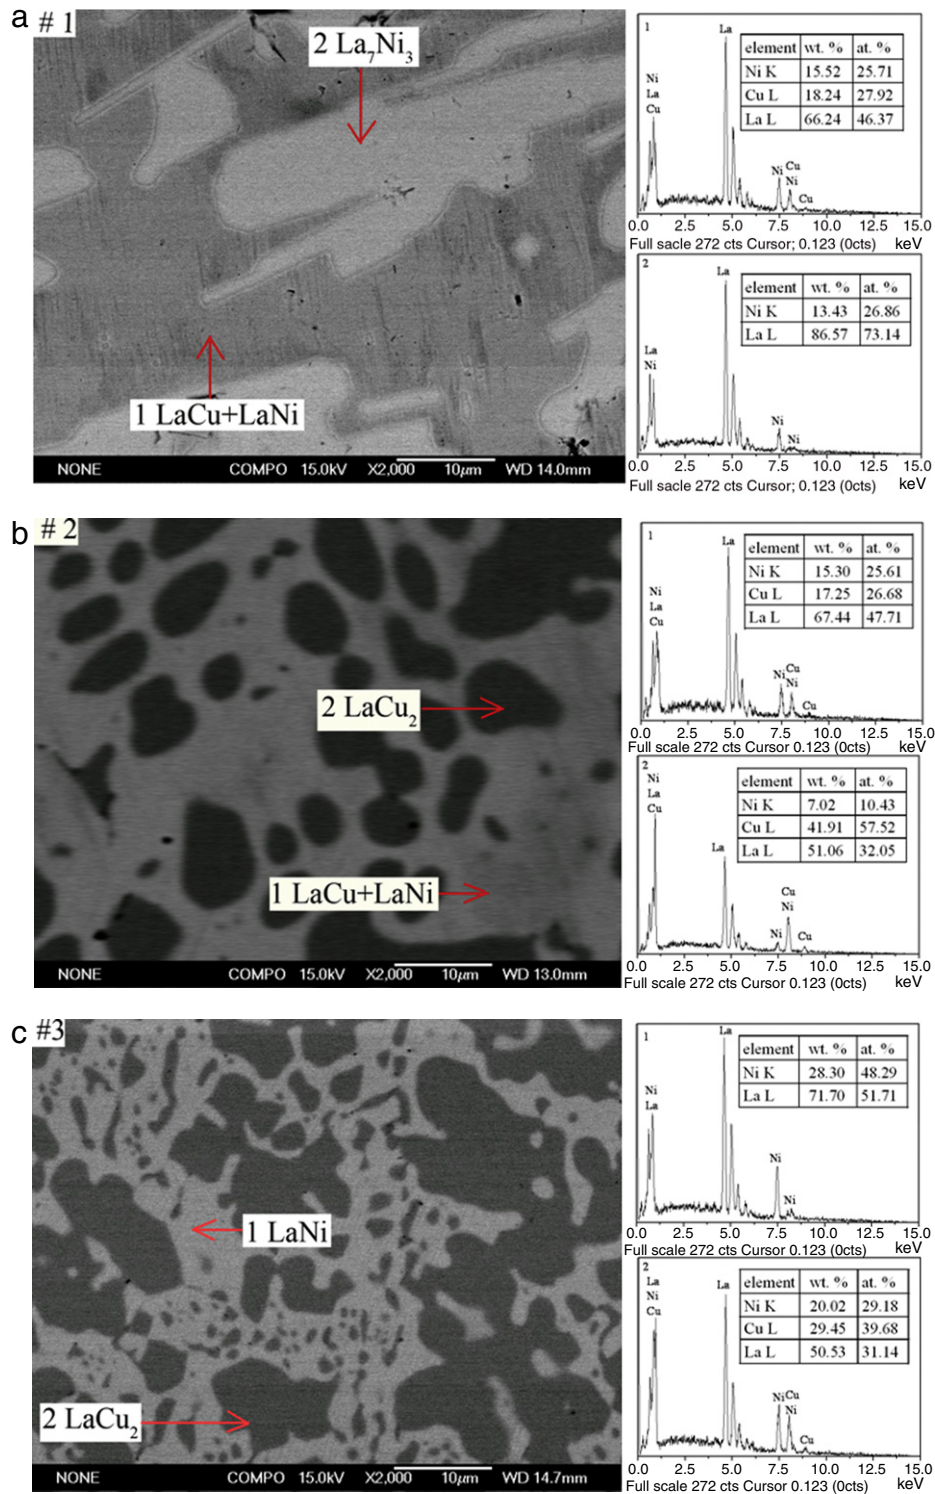 a
# 1
2 La7Ni3
1 LaCu+LaNi
NONE COMPO 15.0kV X2,000 10µm WD 14.0mm
1
La
Ni
La
Cu
Ni
Cu
Ni
Cu
element wt. % at. %
Ni K 15.52 25.71
Cu L 18.24 27.92
La L 66.24 46.37
0.0 2.5 5.0 7.5 10.0 12.5 15.0
Full sacle 272 cts Cursor; 0.123 (0cts) keV
2
La
La
Ni
Ni
Ni
element wt. % at. %
Ni K 13.43 26.86
La L 86.57 73.14
0.0 2.5 5.0 7.5 10.0 12.5 15.0
Full sacle 272 cts Cursor; 0.123 (0cts) keV
b
# 2
2 LaCu2
1 LaCu+LaNi
NONE COMPO 15.0kV X2,000 10µm WD 13.0mm
1
La
Ni
La
Cu
Ni
Cu
Ni
Cu
element wt. % at. %
Ni K 15.30 25.61
Cu L 17.25 26.68
La L 67.44 47.71
0.0 2.5 5.0 7.5 10.0 12.5 15.0
Full scale 272 cts Cursor 0.123 (0cts) keV
2
Ni
La
Cu
La
Cu
Ni
Ni
Cu
element wt. % at. %
Ni K 7.02 10.43
Cu L 41.91 57.52
La L 51.06 32.05
0.0 2.5 5.0 7.5 10.0 12.5 15.0
Full scale 272 cts Cursor 0.123 (0cts) keV
c
#3
1 LaNi
2 LaCu2
NONE COMPO 15.0kV X2,000 10µm WD 14.7mm
1
La
Ni
La
Ni
Ni
element wt. % at. %
Ni K 28.30 48.29
La L 71.70 51.71
0.0 2.5 5.0 7.5 10.0 12.5 15.0
Full scale 272 cts Cursor 0.123 (0cts) keV
2
La
Ni
Cu
La
Ni
Cu
Ni
Cu
element wt. % at. %
Ni K 20.02 29.18
Cu L 29.45 39.68
La L 50.53 31.14
0.0 2.5 5.0 7.5 10.0 12.5 15.0
Full scale 272 cts Cursor 0.123 (0cts) keV